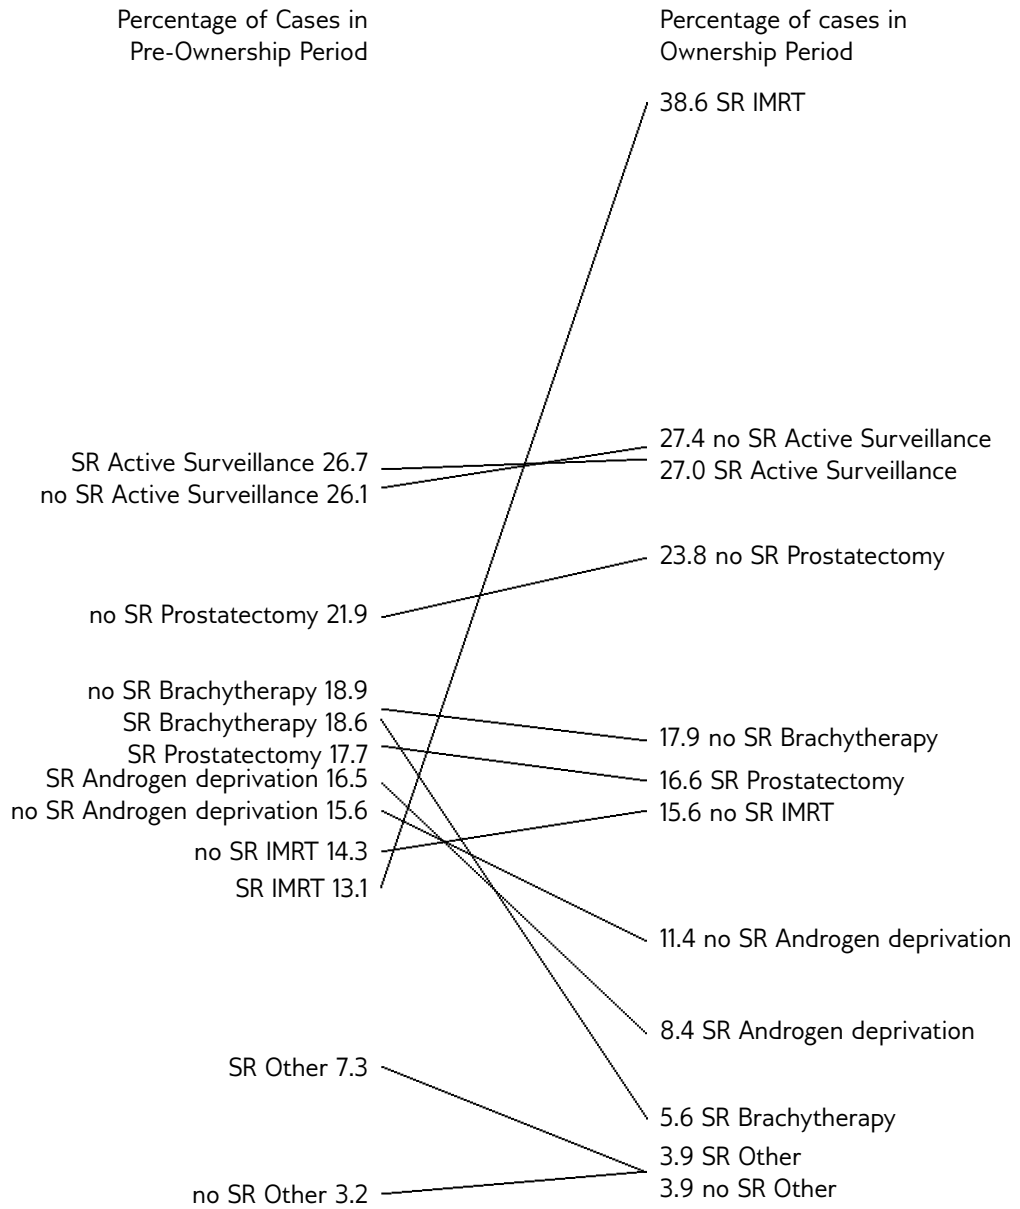 Percentage of Cases in
Pre-Ownership Period
Percentage of cases in
Ownership Period
38.6 SR IMRT
SR Active Surveillance 26.7
no SR Active Surveillance 26.1
27.4 no SR Active Surveillance
27.0 SR Active Surveillance
23.8 no SR Prostatectomy
no SR Prostatectomy 21.9
no SR Brachytherapy 18.9
SR Brachytherapy 18.6
SR Prostatectomy 17.7
SR Androgen deprivation 16.5
no SR Androgen deprivation 15.6
no SR IMRT 14.3
SR IMRT 13.1
17.9 no SR Brachytherapy
16.6 SR Prostatectomy
15.6 no SR IMRT
11.4 no SR Androgen deprivation
8.4 SR Androgen deprivation
SR Other 7.3
no SR Other 3.2
5.6 SR Brachytherapy
3.9 SR Other
3.9 no SR Other